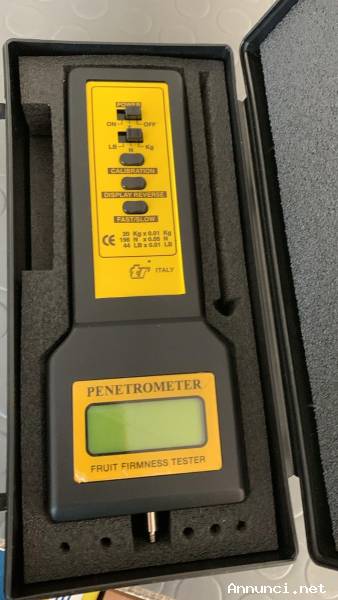 POWER
ON OFF
LB N Kg
CALIBRATION
DISPLAY REVERSE
FAST/SLOW
20 Kg x 0.01 Kg
196 N x 0.05 N
44 LB x 0.01 LB
CE
tr ITALY
PENETROMETER
FRUIT FIRMNESS TESTER
Annunci.net